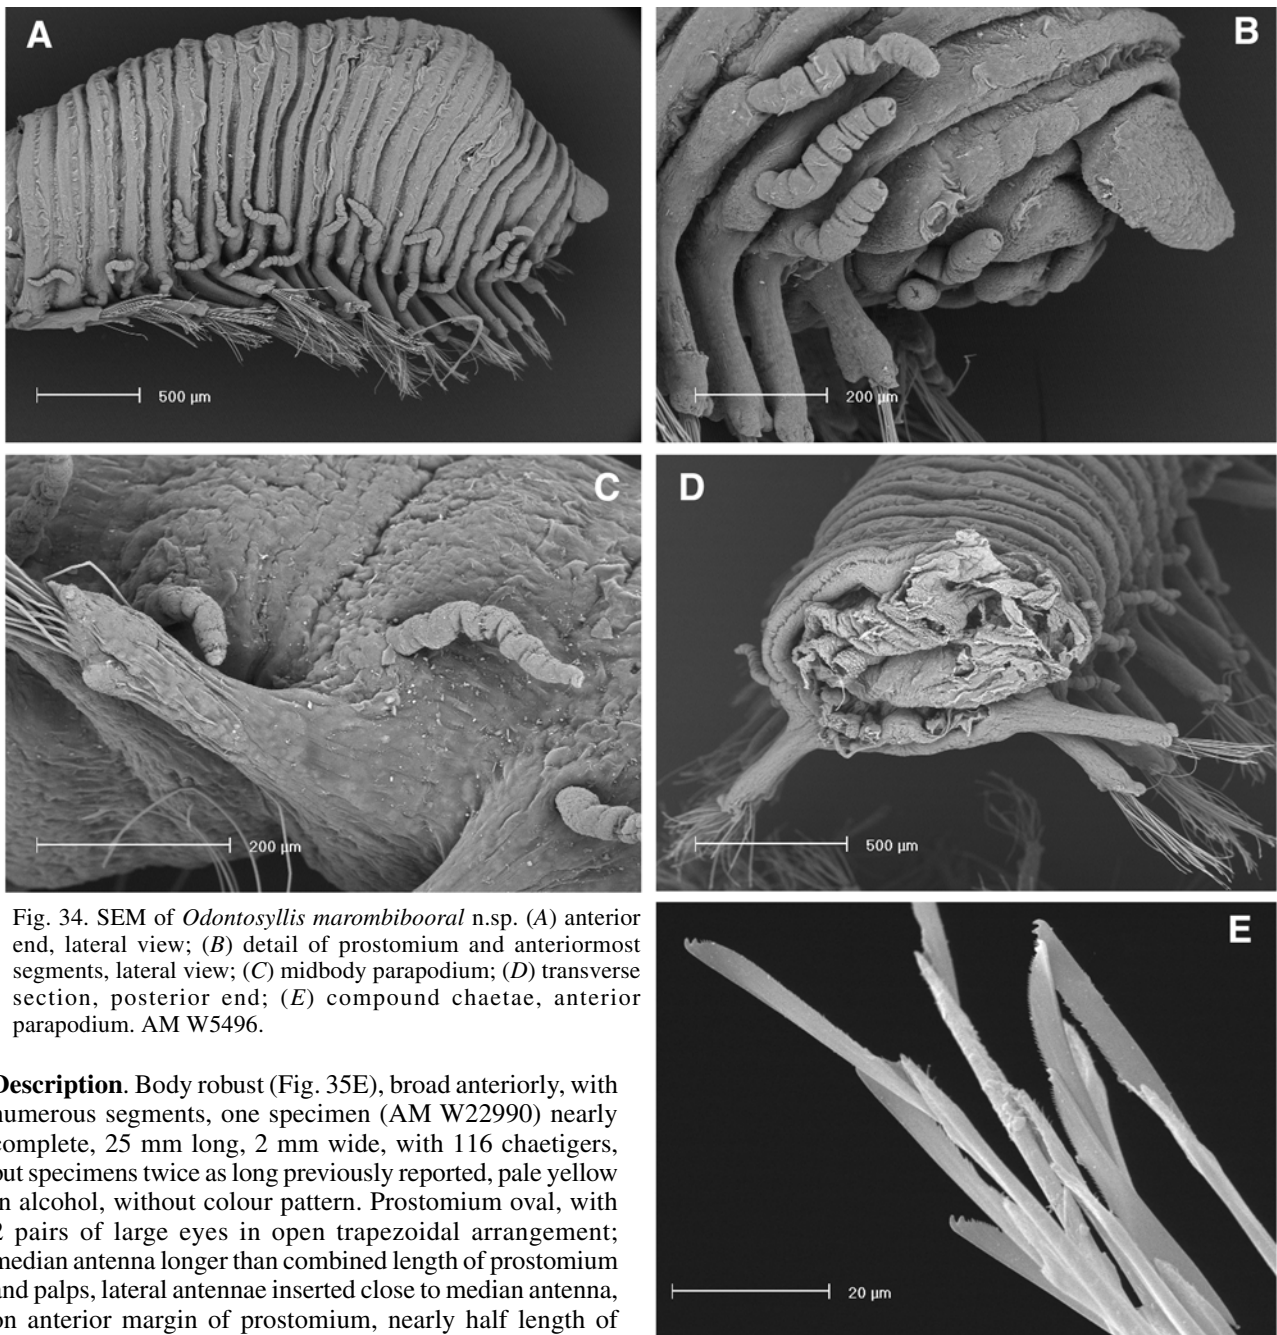 A
B
500 µm
200 µm
C
D
200 µm
500 µm
Fig. 34. SEM of Odontosyllis marombibooral n.sp. (A) anterior
end, lateral view; (B) detail of prostomium and anteriormost
segments, lateral view; (C) midbody parapodium; (D) transverse
section, posterior end; (E) compound chaetae, anterior
parapodium. AM W5496.
E
20 µm
Description. Body robust (Fig. 35E), broad anteriorly, with
numerous segments, one specimen (AM W22990) nearly
complete, 25 mm long, 2 mm wide, with 116 chaetigers,
but specimens twice as long previously reported, pale yellow
in alcohol, without colour pattern. Prostomium oval, with
2 pairs of large eyes in open trapezoidal arrangement;
median antenna longer than combined length of prostomium
and palps, lateral antennae inserted close to median antenna,
on anterior margin of prostomium, nearly half length of